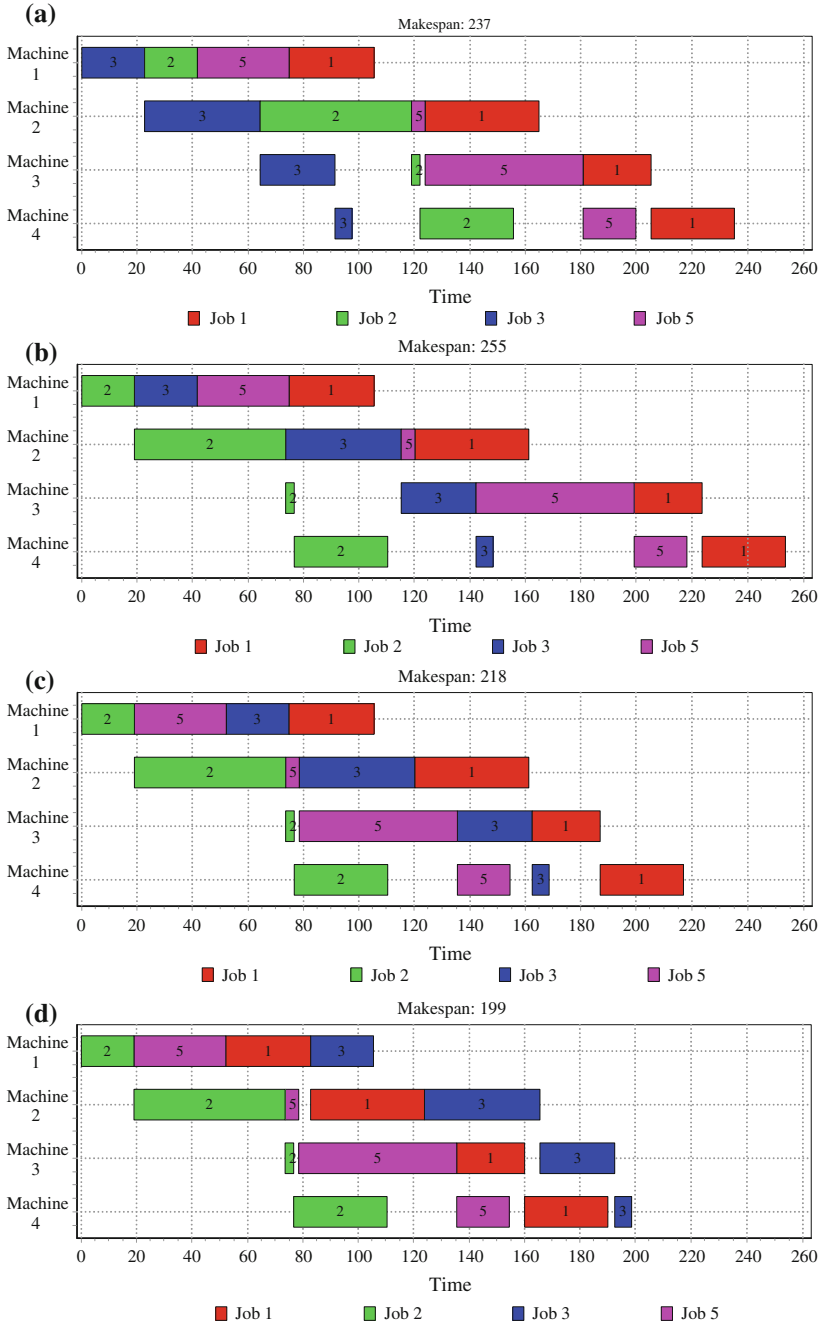 (a)
Makespan: 237
Machine 1 3 2 5 1
Machine 2 3 2 5 1
Machine 3 3 2 5 1
Machine 4 3 2 5 1
0 20 40 60 80 100 120 140 160 180 200 220 240 260
Time
Job 1 Job 2 Job 3 Job 5
(b)
Makespan: 255
Machine 1 2 3 5 1
Machine 2 2 3 5 1
Machine 3 2 3 5 1
Machine 4 2 3 5 1
0 20 40 60 80 100 120 140 160 180 200 220 240 260
Time
Job 1 Job 2 Job 3 Job 5
(c)
Makespan: 218
Machine 1 2 5 3 1
Machine 2 2 5 3 1
Machine 3 2 5 3 1
Machine 4 2 5 3 1
0 20 40 60 80 100 120 140 160 180 200 220 240 260
Time
Job 1 Job 2 Job 3 Job 5
(d)
Makespan: 199
Machine 1 2 5 1 3
Machine 2 2 5 1 3
Machine 3 2 5 1 3
Machine 4 2 5 1 3
0 20 40 60 80 100 120 140 160 180 200 220 240 260
Time
Job 1 Job 2 Job 3 Job 5